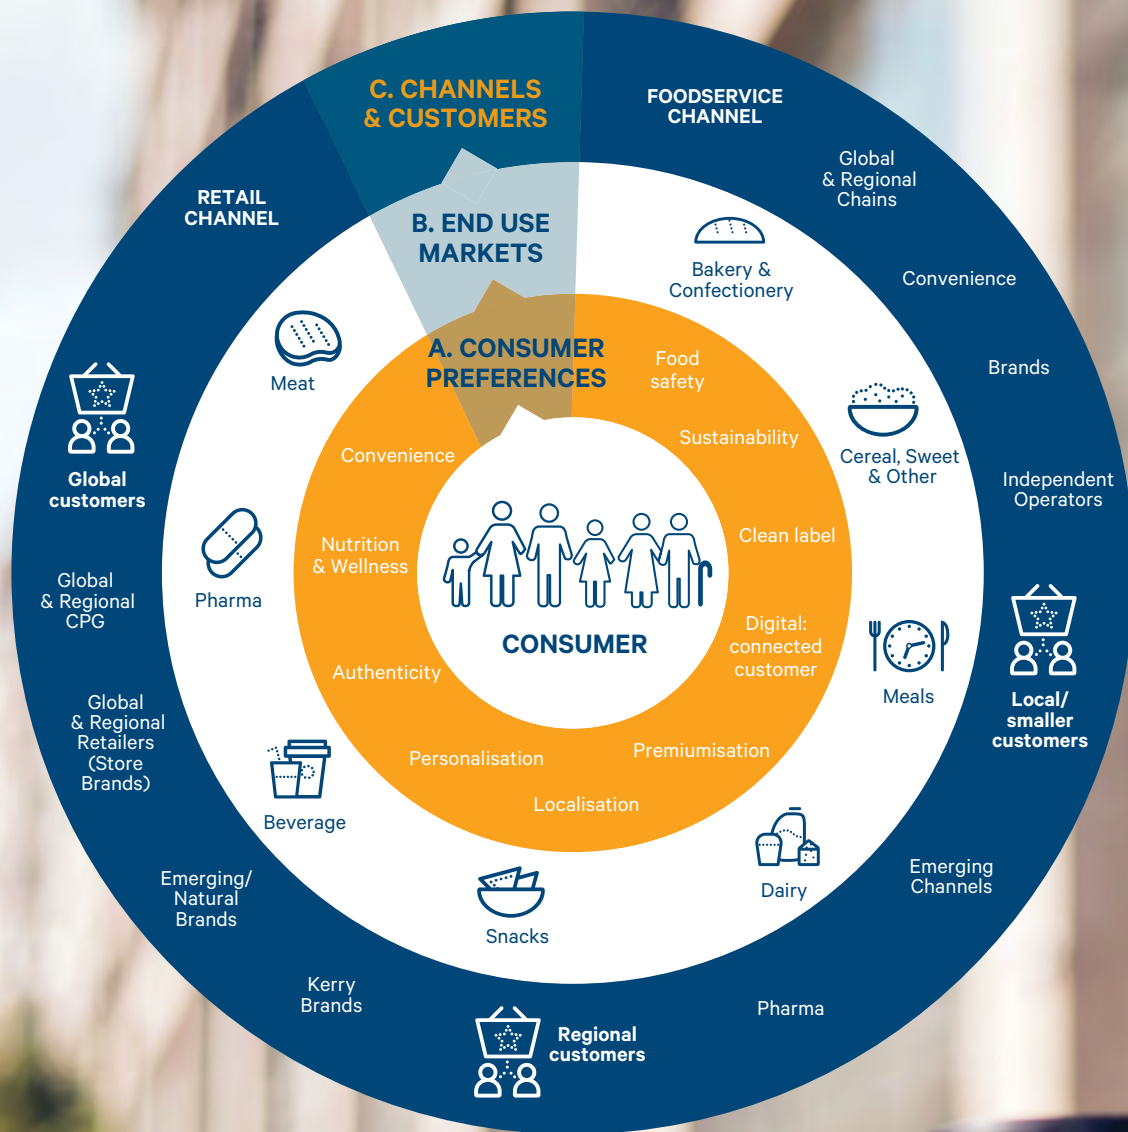 C. CHANNELS
& CUSTOMERS
FOODSERVICE
CHANNEL
Global
& Regional
Chains
Convenience
Brands
Independent
Operators
Local/
smaller
customers
Emerging
Channels
Pharma
Regional
customers
Kerry
Brands
Emerging/
Natural
Brands
Global
& Regional
Retailers
(Store
Brands)
Global
& Regional
CPG
Global
customers
RETAIL
CHANNEL
B. END USE
MARKETS
Bakery &
Confectionery
Cereal, Sweet
& Other
Meals
Dairy
Snacks
Beverage
Pharma
Meat
A. CONSUMER
PREFERENCES
Food
safety
Sustainability
Clean label
Digital:
connected
customer
Premiumisation
Localisation
Personalisation
Authenticity
Nutrition
& Wellness
Convenience
CONSUMER